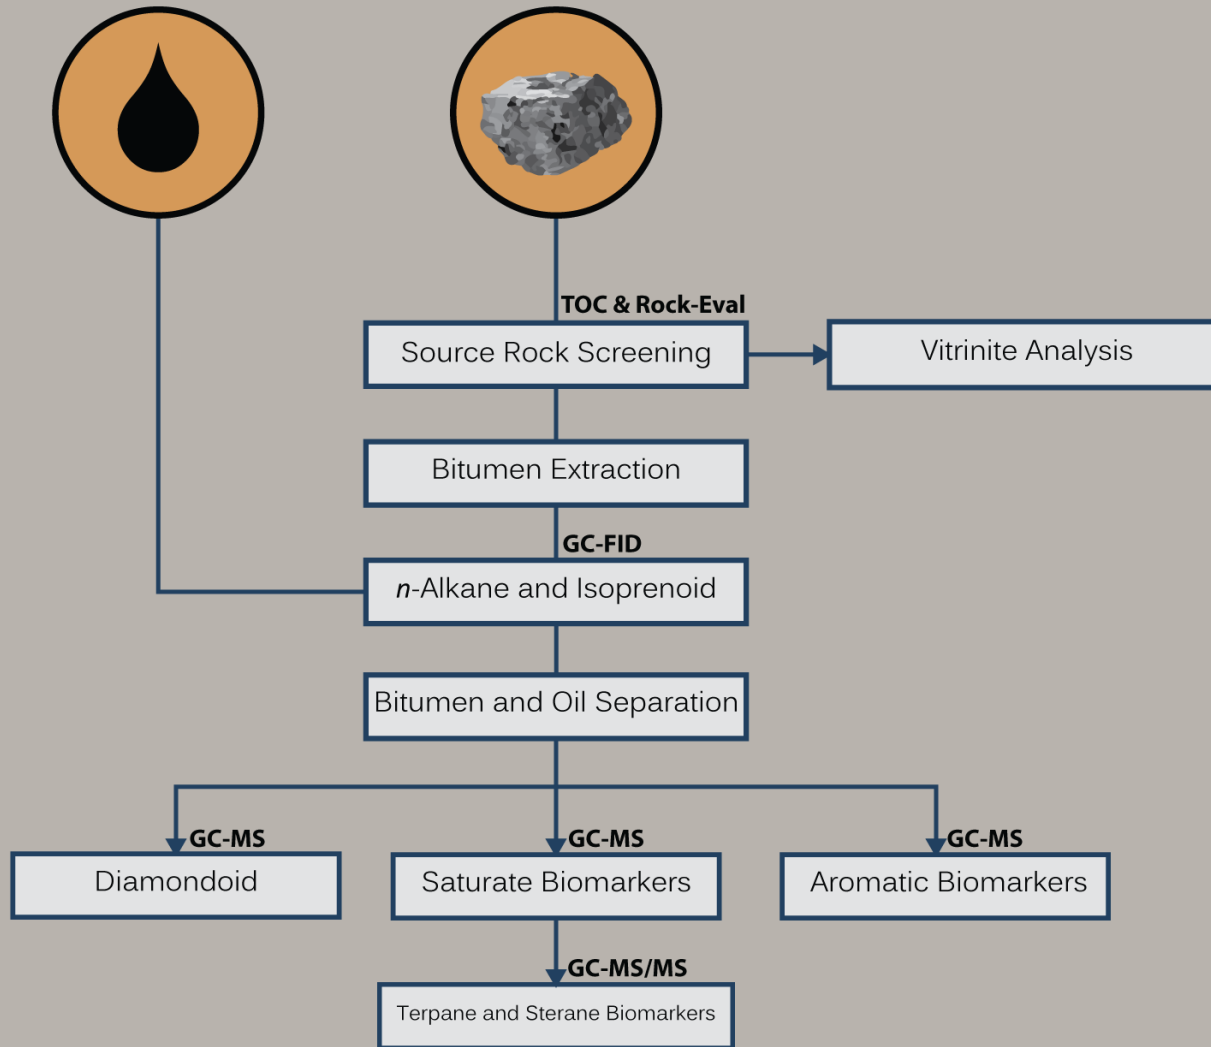 TOC & Rock-Eval
Source Rock Screening
Vitrinite Analysis
Bitumen Extraction
GC-FID
n-Alkane and Isoprenoid
Bitumen and Oil Separation
GC-MS
GC-MS
GC-MS
Diamondoid
Saturate Biomarkers
Aromatic Biomarkers
GC-MS/MS
Terpane and Sterane Biomarkers